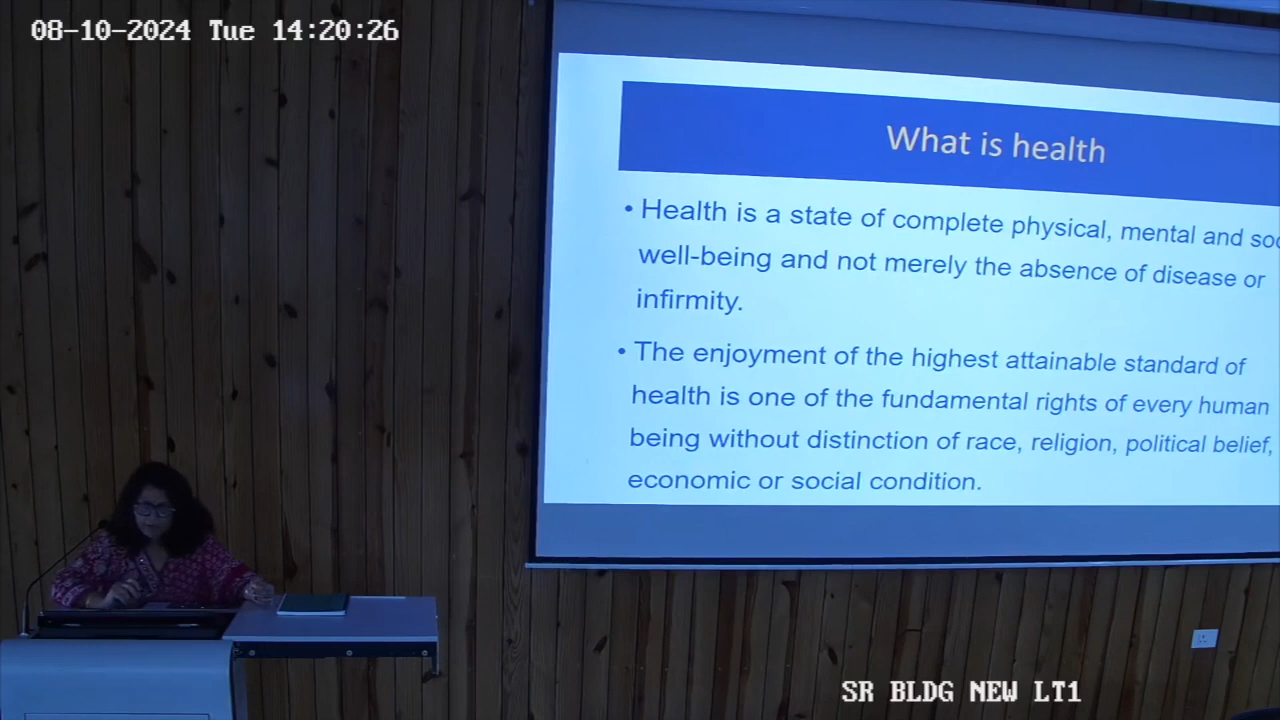 08-10-2024 Tue 14:20:26
What is health
• Health is a state of complete physical, mental and
well-being and not merely the absence of disease or
infirmity.
• The enjoyment of the highest attainable standard of
health is one of the fundamental rights of every human
being without distinction of race, religion, political belief,
economic or social condition.
SR BLDG NEW LT1